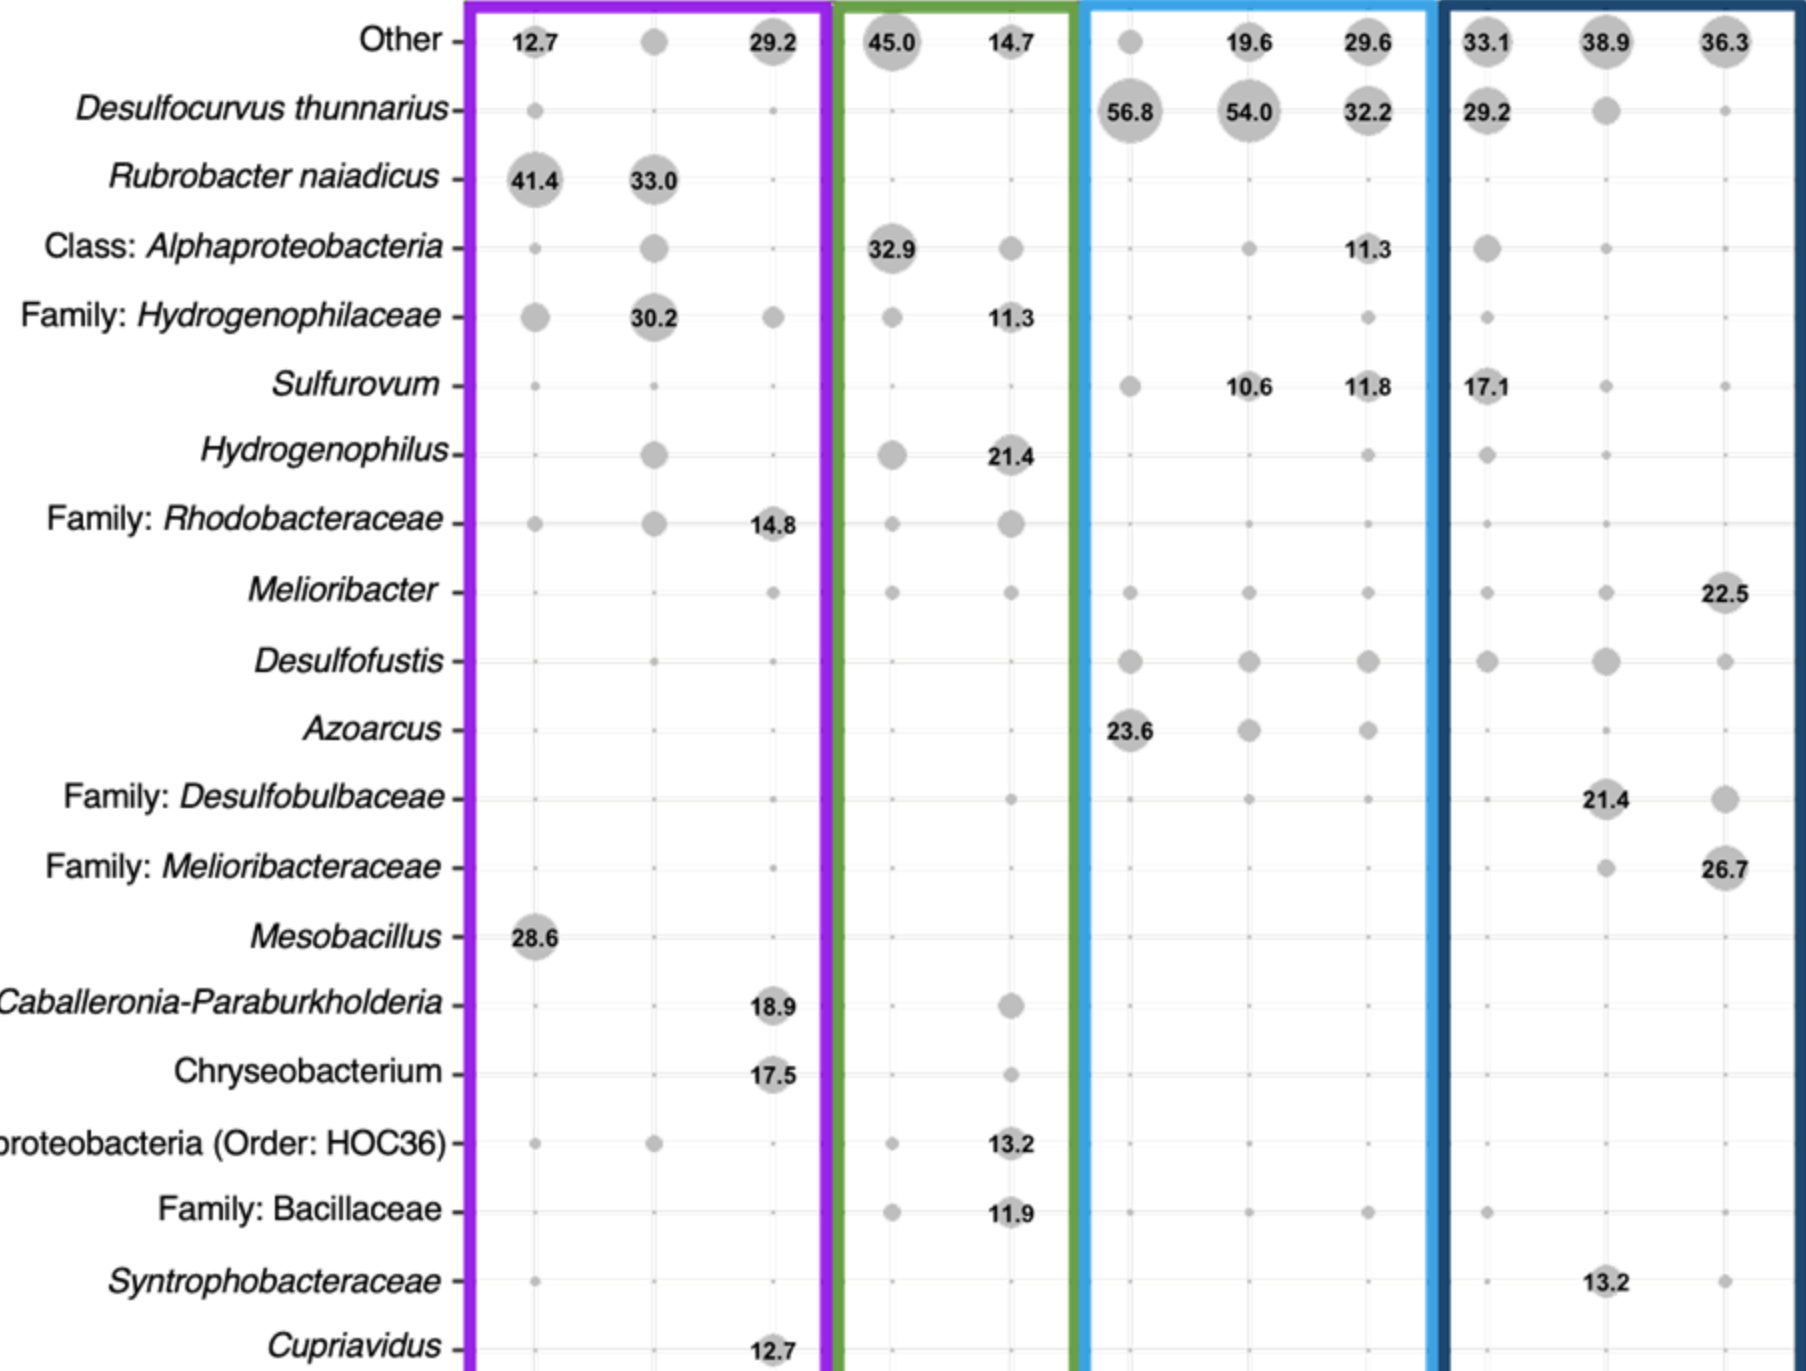 Other 12.7 29.2 45.0 14.7 19.6 29.6 33.1 38.9 36.3
Desulfocurvus thunnarius 56.8 54.0 32.2 29.2
Rubrobacter naiadicus 41.4 33.0
Class: Alphaproteobacteria 32.9 11.3
Family: Hydrogenophilaceae 30.2 11.3
Sulfurovum 10.6 11.8 17.1
Hydrogenophilus 21.4
Family: Rhodobacteraceae 14.8
Melioribacter 22.5
Desulfofustis
Azoarcus 23.6
Family: Desulfobulbaceae 21.4
Family: Melioribacteraceae 26.7
Mesobacillus 28.6
Caballeronia-Paraburkholderia 18.9
Chryseobacterium 17.5
proteobacteria (Order: HOC36) 13.2
Family: Bacillaceae 11.9
Syntrophobacteraceae 13.2
Cupriavidus 12.7